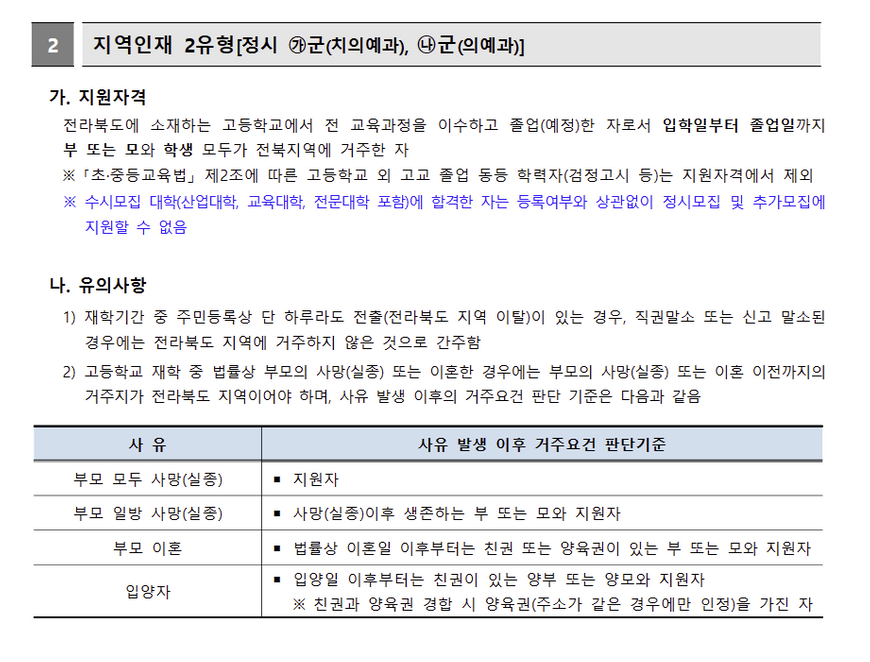 2 지역인재 2유형[정시 ㉮군(치의예과), ㉯군(의예과)]
가. 지원자격
전라북도에 소재하는 고등학교에서 전 교육과정을 이수하고 졸업(예정)한 자로서 입학일부터 졸업일까지
부 또는 모와 학생 모두가 전북지역에 거주한 자
※「초·중등교육법」 제2조에 따른 고등학교 외 고교 졸업 동등 학력자(검정고시 등)는 지원자격에서 제외
※ 수시모집 대학(산업대학, 교육대학, 전문대학 포함)에 합격한 자는 등록여부와 상관없이 정시모집 및 추가모집에
지원할 수 없음
나. 유의사항
1) 재학기간 중 주민등록상 단 하루라도 전출(전라북도 지역 이탈)이 있는 경우, 직권말소 또는 신고 말소된
경우에는 전라북도 지역에 거주하지 않은 것으로 간주함
2) 고등학교 재학 중 법률상 부모의 사망(실종) 또는 이혼한 경우에는 부모의 사망(실종) 또는 이혼 이전까지의
거주지가 전라북도 지역이어야 하며, 사유 발생 이후의 거주요건 판단 기준은 다음과 같음
사 유 사유 발생 이후 거주요건 판단기준
부모 모두 사망(실종) ▪ 지원자
부모 일방 사망(실종) ▪ 사망(실종)이후 생존하는 부 또는 모와 지원자
부모 이혼 ▪ 법률상 이혼일 이후부터는 친권 또는 양육권이 있는 부 또는 모와 지원자
입양자 ▪ 입양일 이후부터는 친권이 있는 양부 또는 양모와 지원자
※ 친권과 양육권 경합 시 양육권(주소가 같은 경우에만 인정)을 가진 자